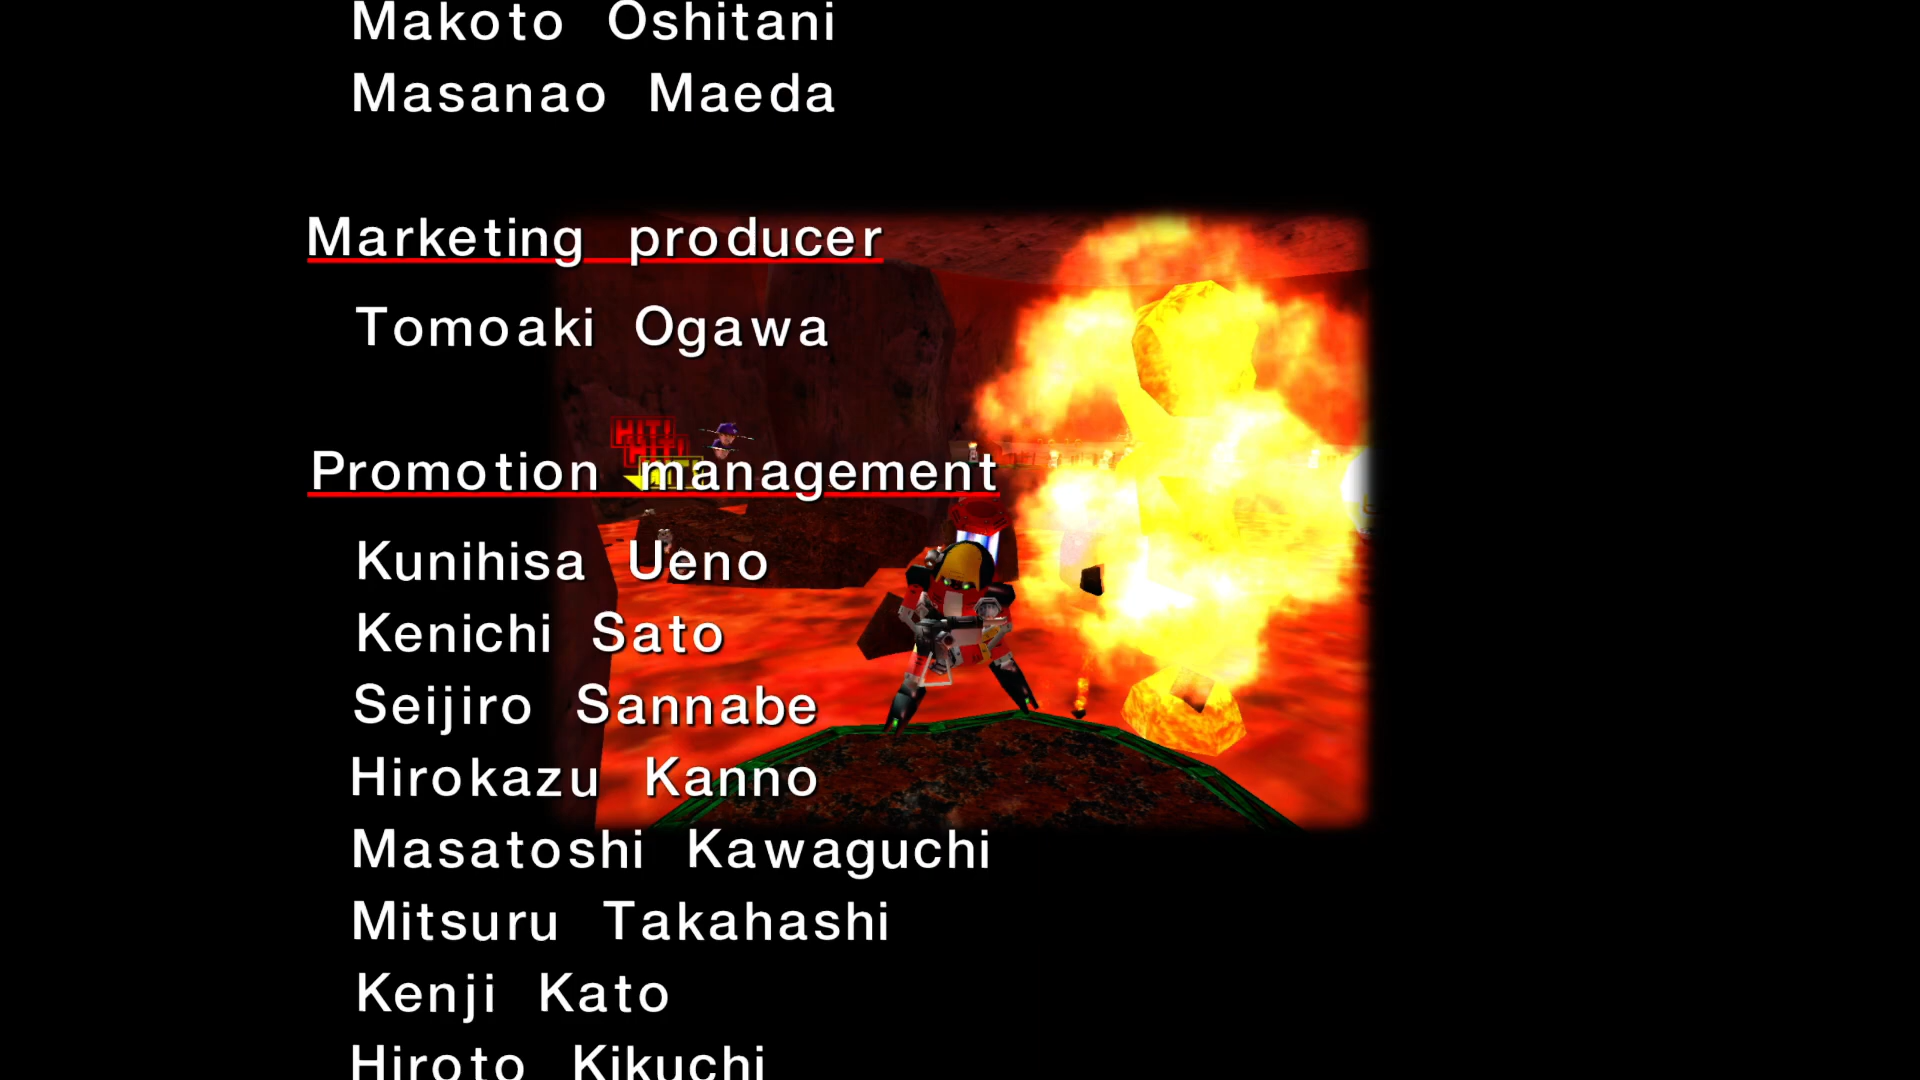 Makoto Oshitani
Masanao Maeda
Marketing producer
Tomoaki Ogawa
HIT!
Promotion management
Kunihisa Ueno
Kenichi Sato
Seijiro Sannabe
Hirokazu Kanno
Masatoshi Kawaguchi
Mitsuru Takahashi
Kenji Kato
Hiroto Kikuchi